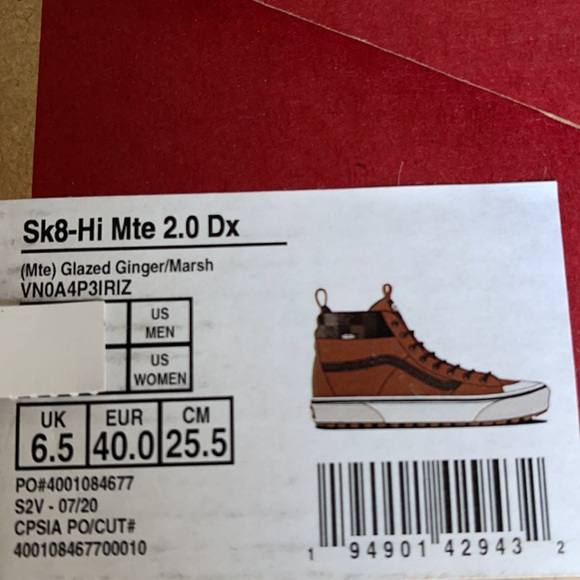 Sk8-Hi Mte 2.0 Dx
(Mte) Glazed Ginger/Marsh
VN0A4P3IRIZ
US
MEN
US
WOMEN
UK EUR CM
6.5 40.0 25.5
PO#4001084677
S2V - 07/20
CPSIA PO/CUT#
400108467700010
1 94901 42943 2